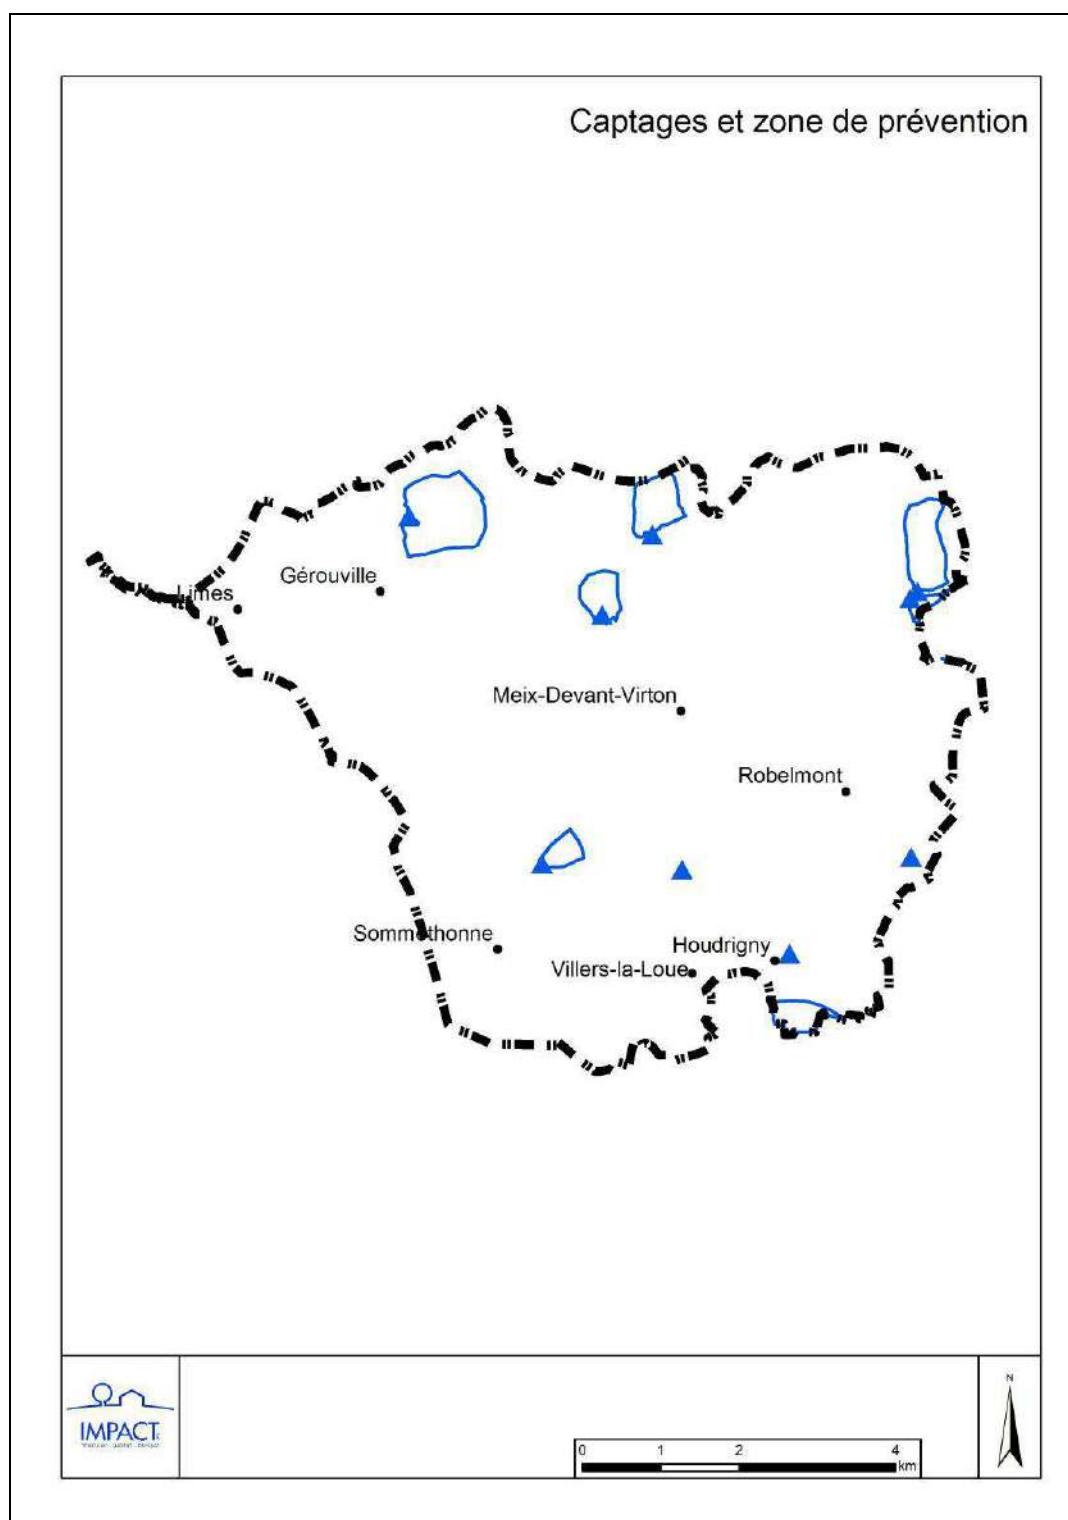 Captages et zone de prévention
Limes
Gérouville
Meix-Devant-Virton
Robelmont
Sommethonne
Houdrigny
Villers-la-Loue
IMPACT
0 1 2 4
km
N